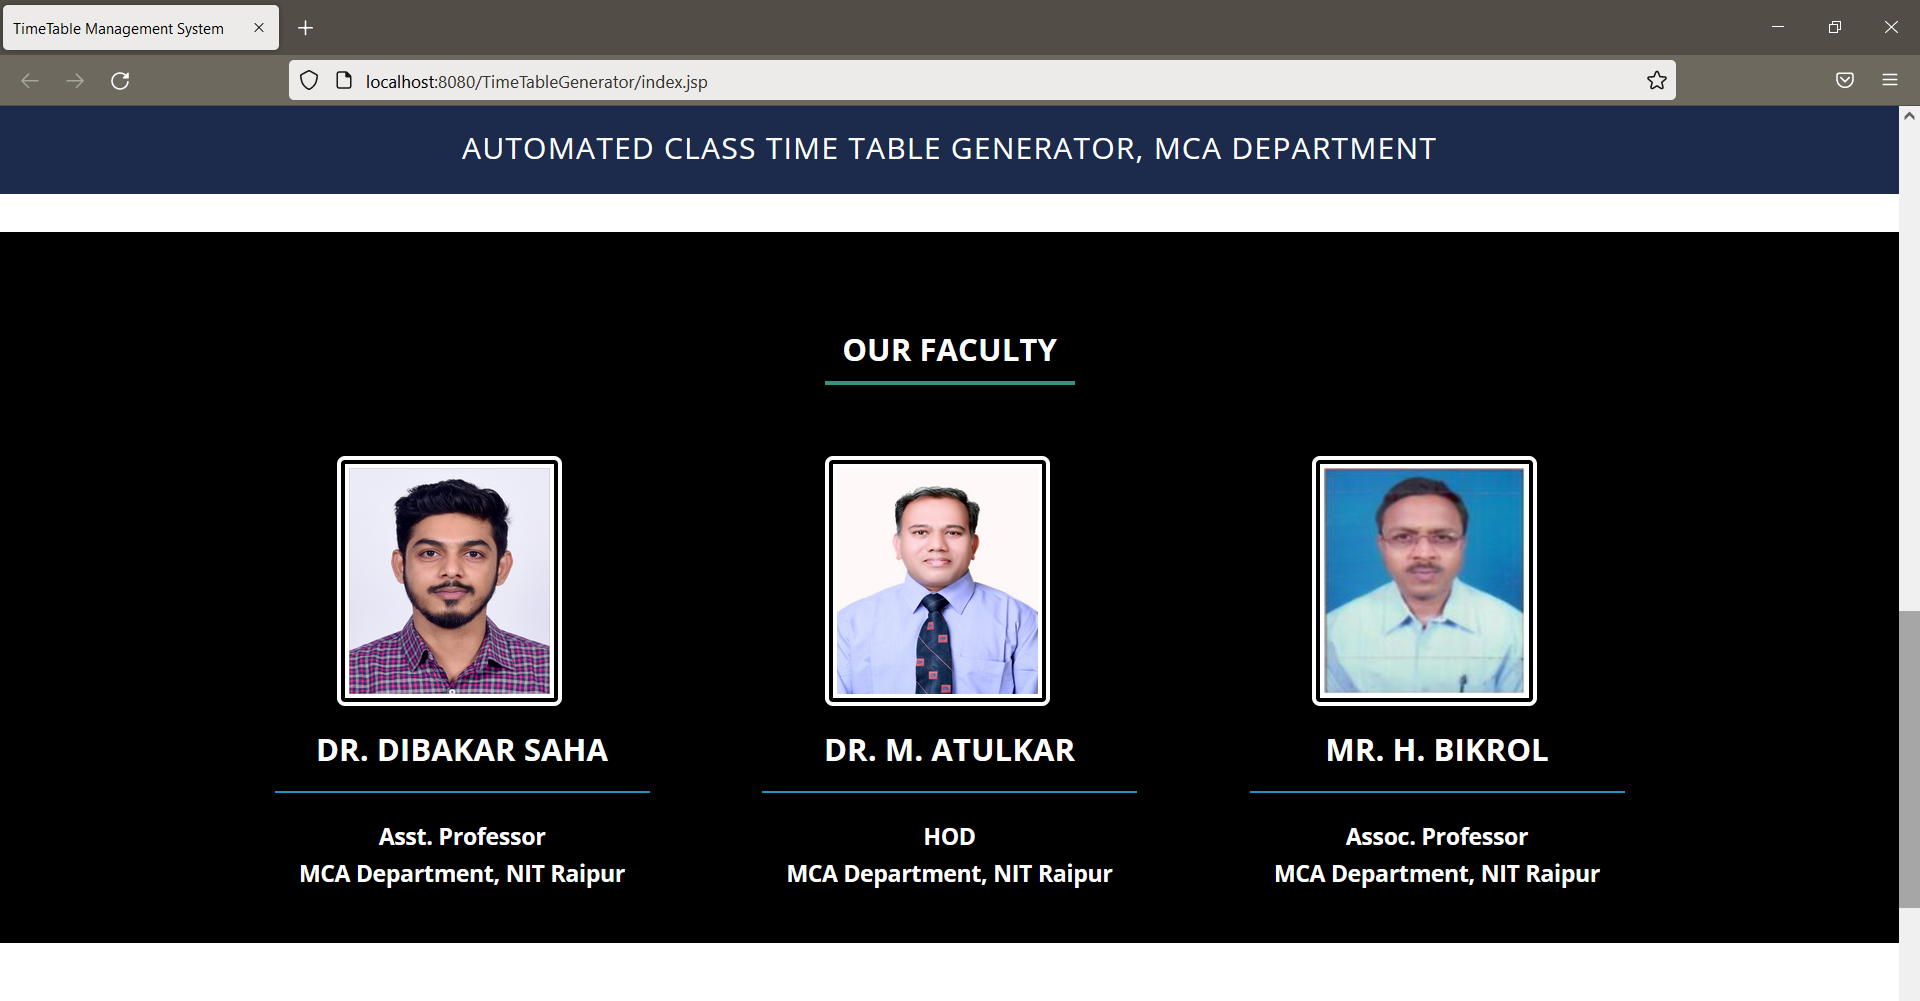 TimeTable Management System
localhost:8080/TimeTableGenerator/index.jsp
AUTOMATED CLASS TIME TABLE GENERATOR, MCA DEPARTMENT
OUR FACULTY
DR. DIBAKAR SAHA
Asst. Professor
MCA Department, NIT Raipur
DR. M. ATULKAR
HOD
MCA Department, NIT Raipur
MR. H. BIKROL
Assoc. Professor
MCA Department, NIT Raipur